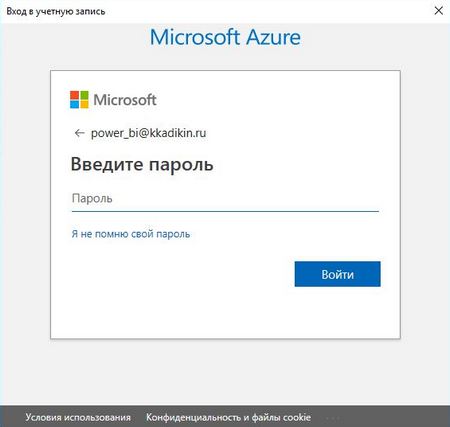 Вход в учетную запись
Microsoft Azure
Microsoft
power_bi@kkadikin.ru
Введите пароль
Пароль
Я не помню свой пароль
Войти
Условия использования Конфиденциальность и файлы cookie ...